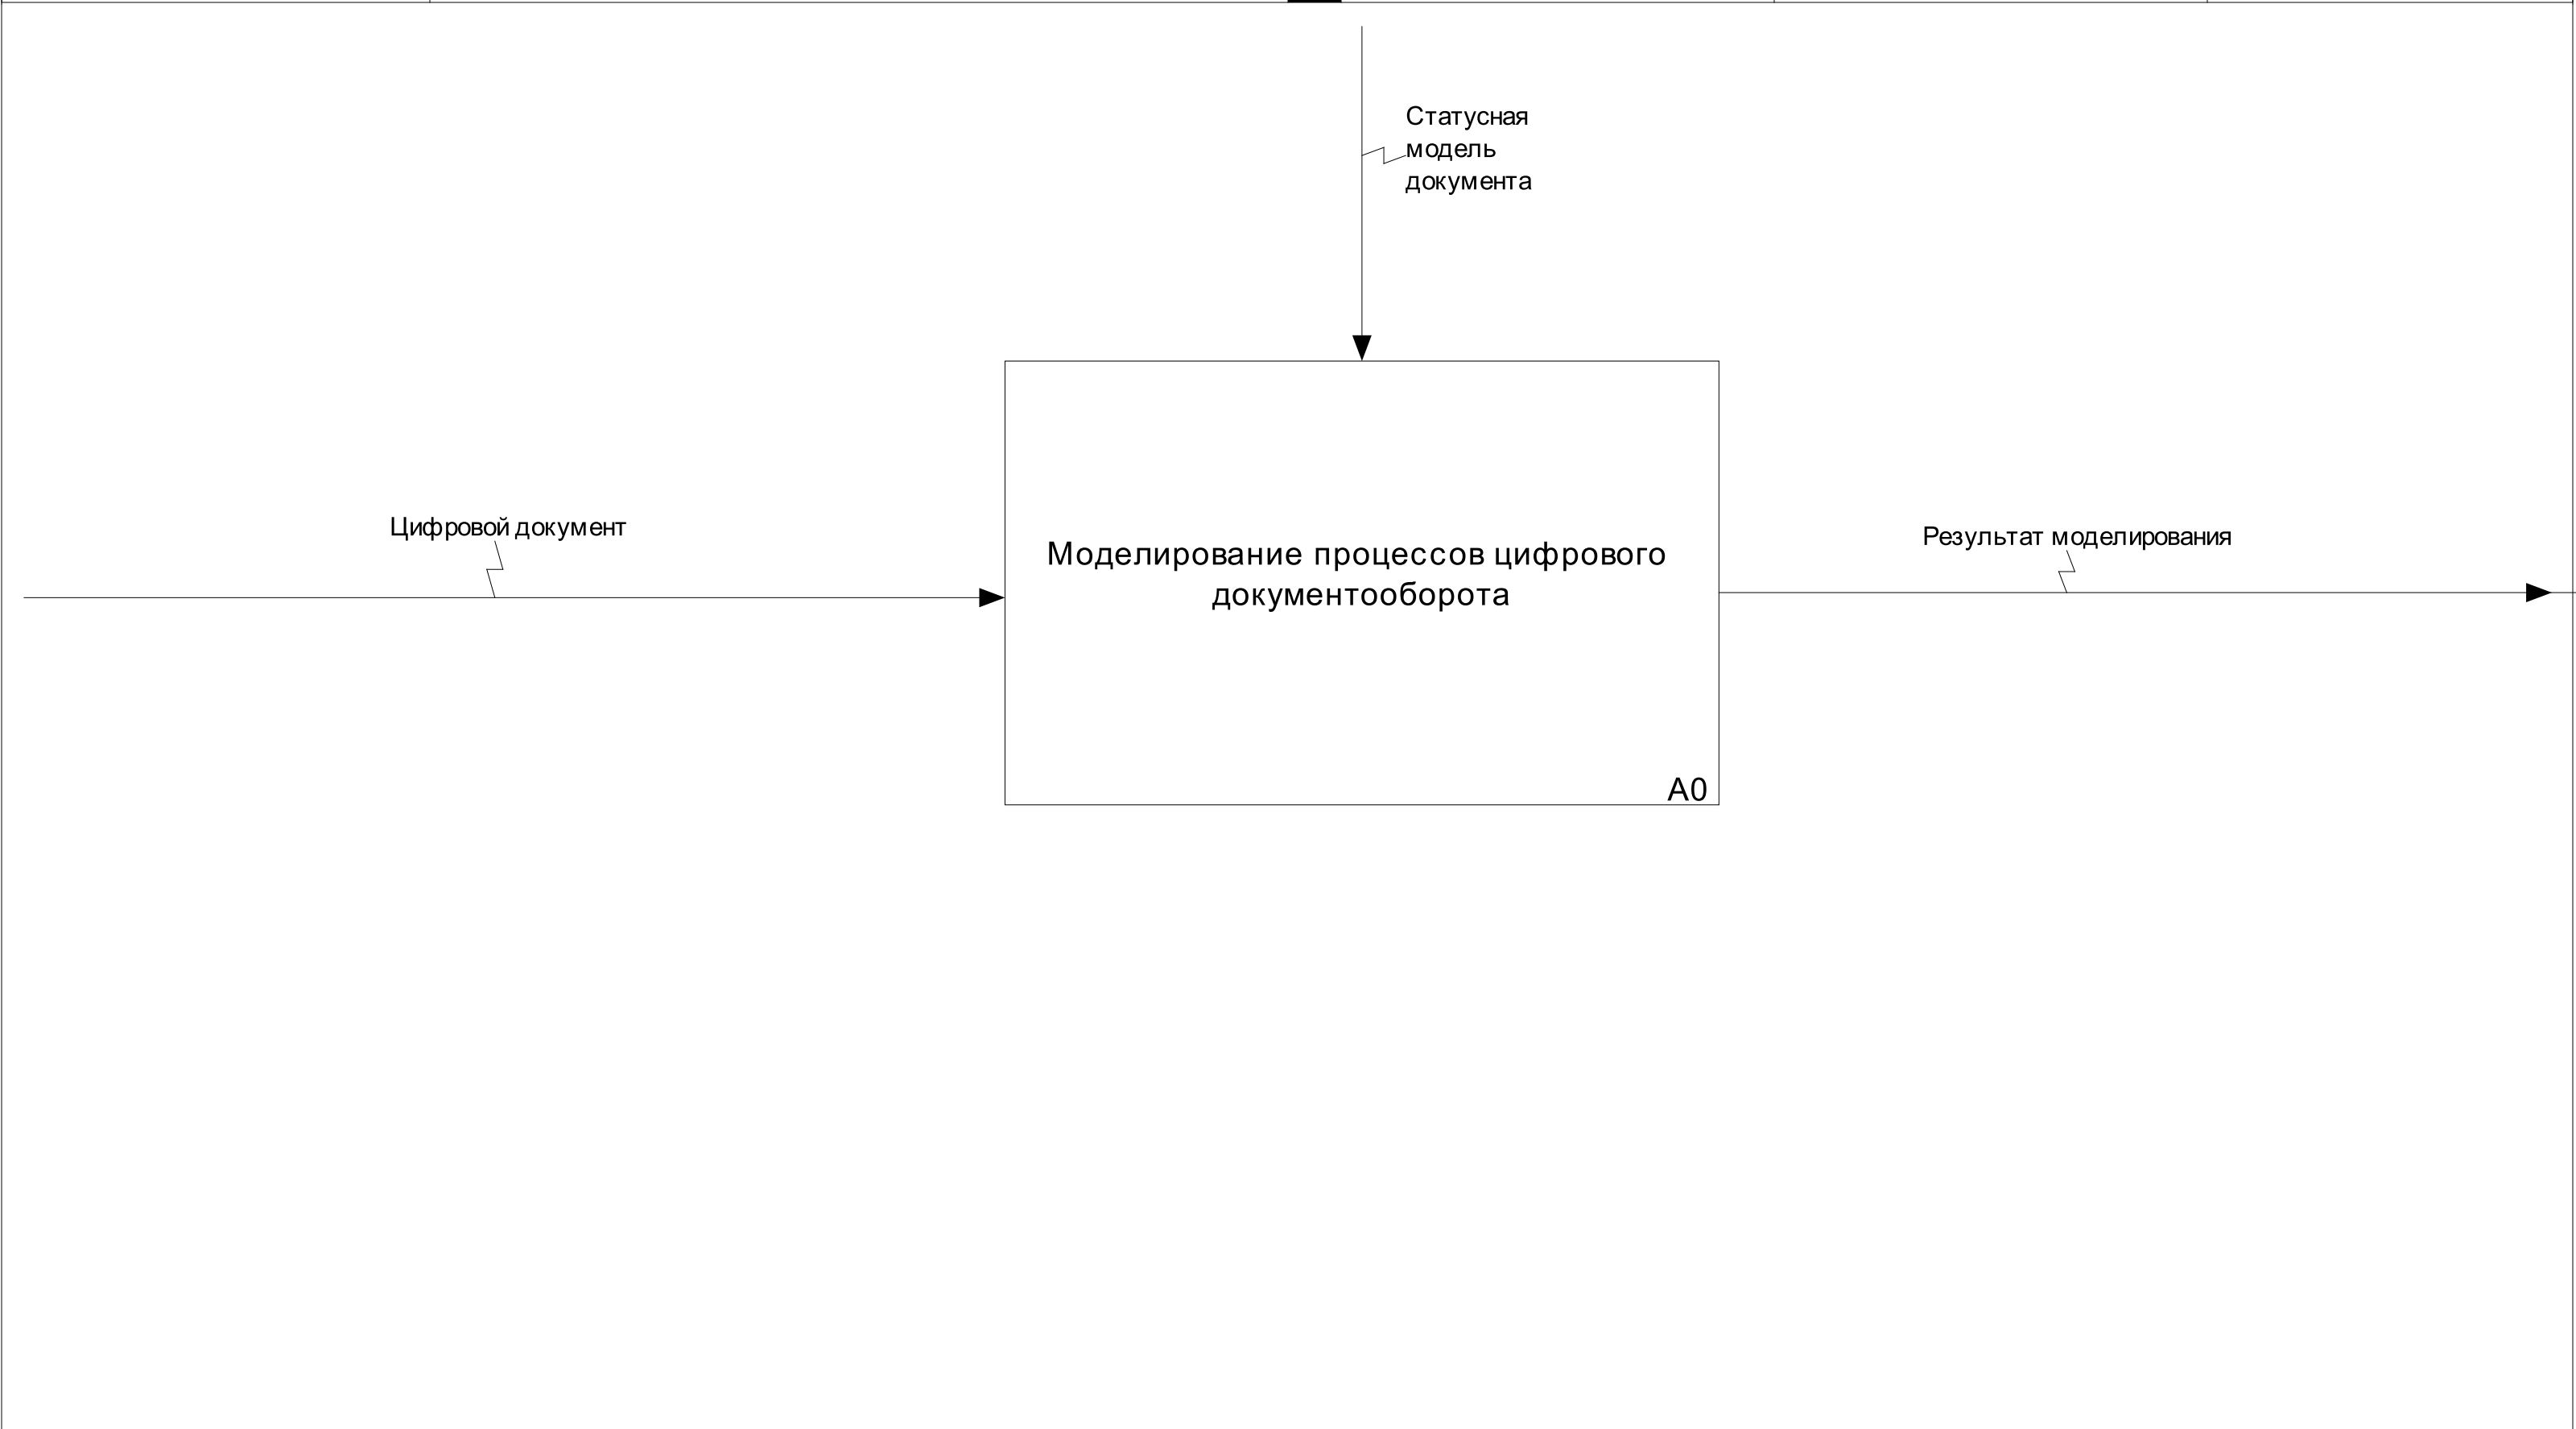 Статусная
модель
документа
Цифровой документ
Моделирование процессов цифрового
документооборота
Результат моделирования
A0